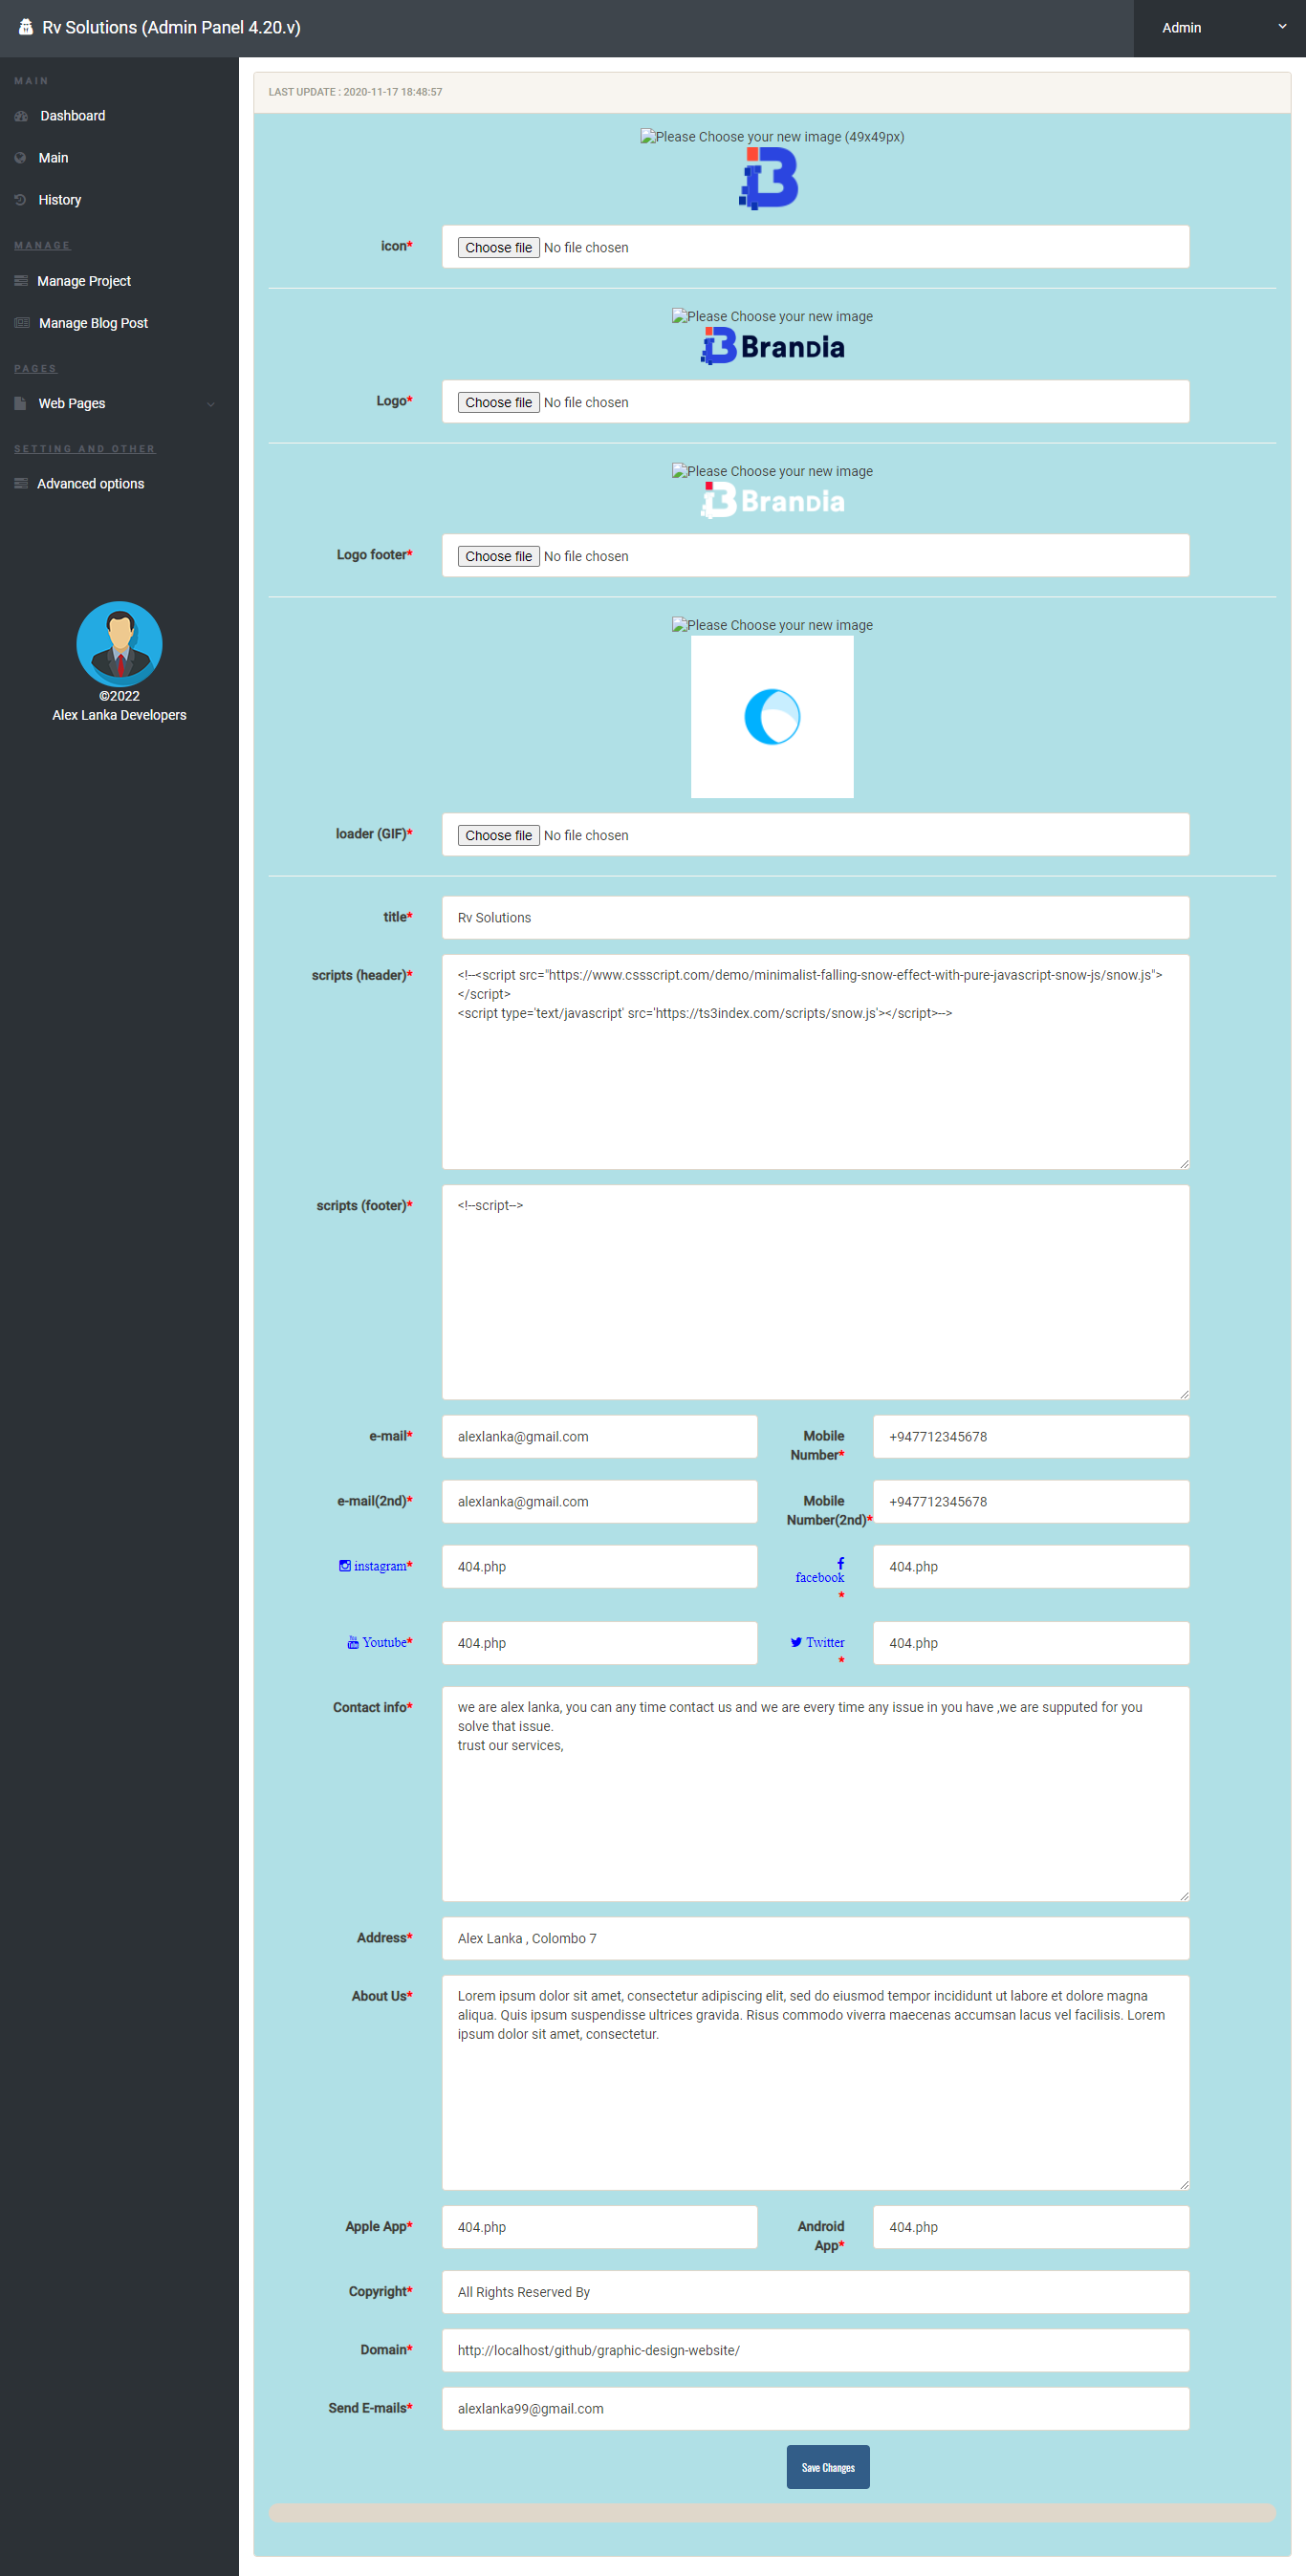 Rv Solutions (Admin Panel 4.20.v)
Admin
MAIN
Dashboard
Main
History
MANAGE
Manage Project
Manage Blog Post
PAGES
Web Pages
SETTING AND OTHER
Advanced options
©2022
Alex Lanka Developers
LAST UPDATE : 2020-11-17 18:48:57
Please Choose your new image (49x49px)
icon*
Choose file No file chosen
Please Choose your new image
Brandia
Logo*
Choose file No file chosen
Please Choose your new image
Brandia
Logo footer*
Choose file No file chosen
Please Choose your new image
loader (GIF)*
Choose file No file chosen
title*
Rv Solutions
scripts (header)*
<!--<script src="https://www.cssscript.com/demo/minimalist-falling-snow-effect-with-pure-javascript-snow-js/snow.js">
</script>
<script type='text/javascript' src='https://ts3index.com/scripts/snow.js'></script>-->
scripts (footer)*
<!--script-->
e-mail*
alexlanka@gmail.com
Mobile
Number*
+947712345678
e-mail(2nd)*
alexlanka@gmail.com
Mobile
Number(2nd)*
+947712345678
instagram*
404.php
facebook
*
404.php
Youtube*
404.php
Twitter
*
404.php
Contact info*
we are alex lanka, you can any time contact us and we are every time any issue in you have ,we are supputed for you
solve that issue.
trust our services,
Address*
Alex Lanka , Colombo 7
About Us*
Lorem ipsum dolor sit amet, consectetur adipiscing elit, sed do eiusmod tempor incididunt ut labore et dolore magna
aliqua. Quis ipsum suspendisse ultrices gravida. Risus commodo viverra maecenas accumsan lacus vel facilisis. Lorem
ipsum dolor sit amet, consectetur.
Apple App*
404.php
Android
App*
404.php
Copyright*
All Rights Reserved By
Domain*
http://localhost/github/graphic-design-website/
Send E-mails*
alexlanka99@gmail.com
Save Changes